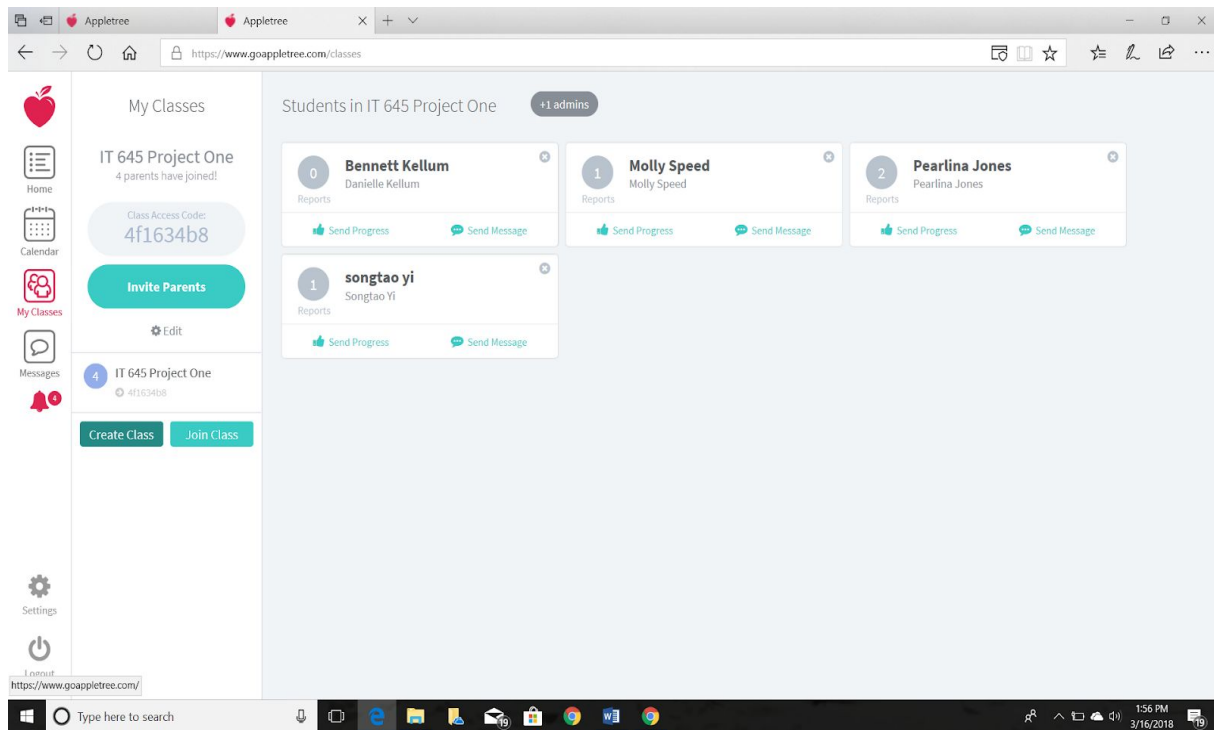 Appletree
Appletree
https://www.goappletree.com/classes
Home
Calendar
My Classes
Messages
4
Settings
Logout
https://www.goappletree.com/
My Classes
IT 645 Project One
4 parents have joined!
Class Access Code:
4f1634b8
Invite Parents
Edit
4 IT 645 Project One
4f1634b8
Create Class Join Class
Students in IT 645 Project One +1 admins
0 Reports
Bennett Kellum
Danielle Kellum
Send Progress Send Message
1 Reports
Molly Speed
Molly Speed
Send Progress Send Message
2 Reports
Pearlina Jones
Pearlina Jones
Send Progress Send Message
1 Reports
songtao yi
Songtao Yi
Send Progress Send Message
Type here to search
19
1:56 PM
3/16/2018
19